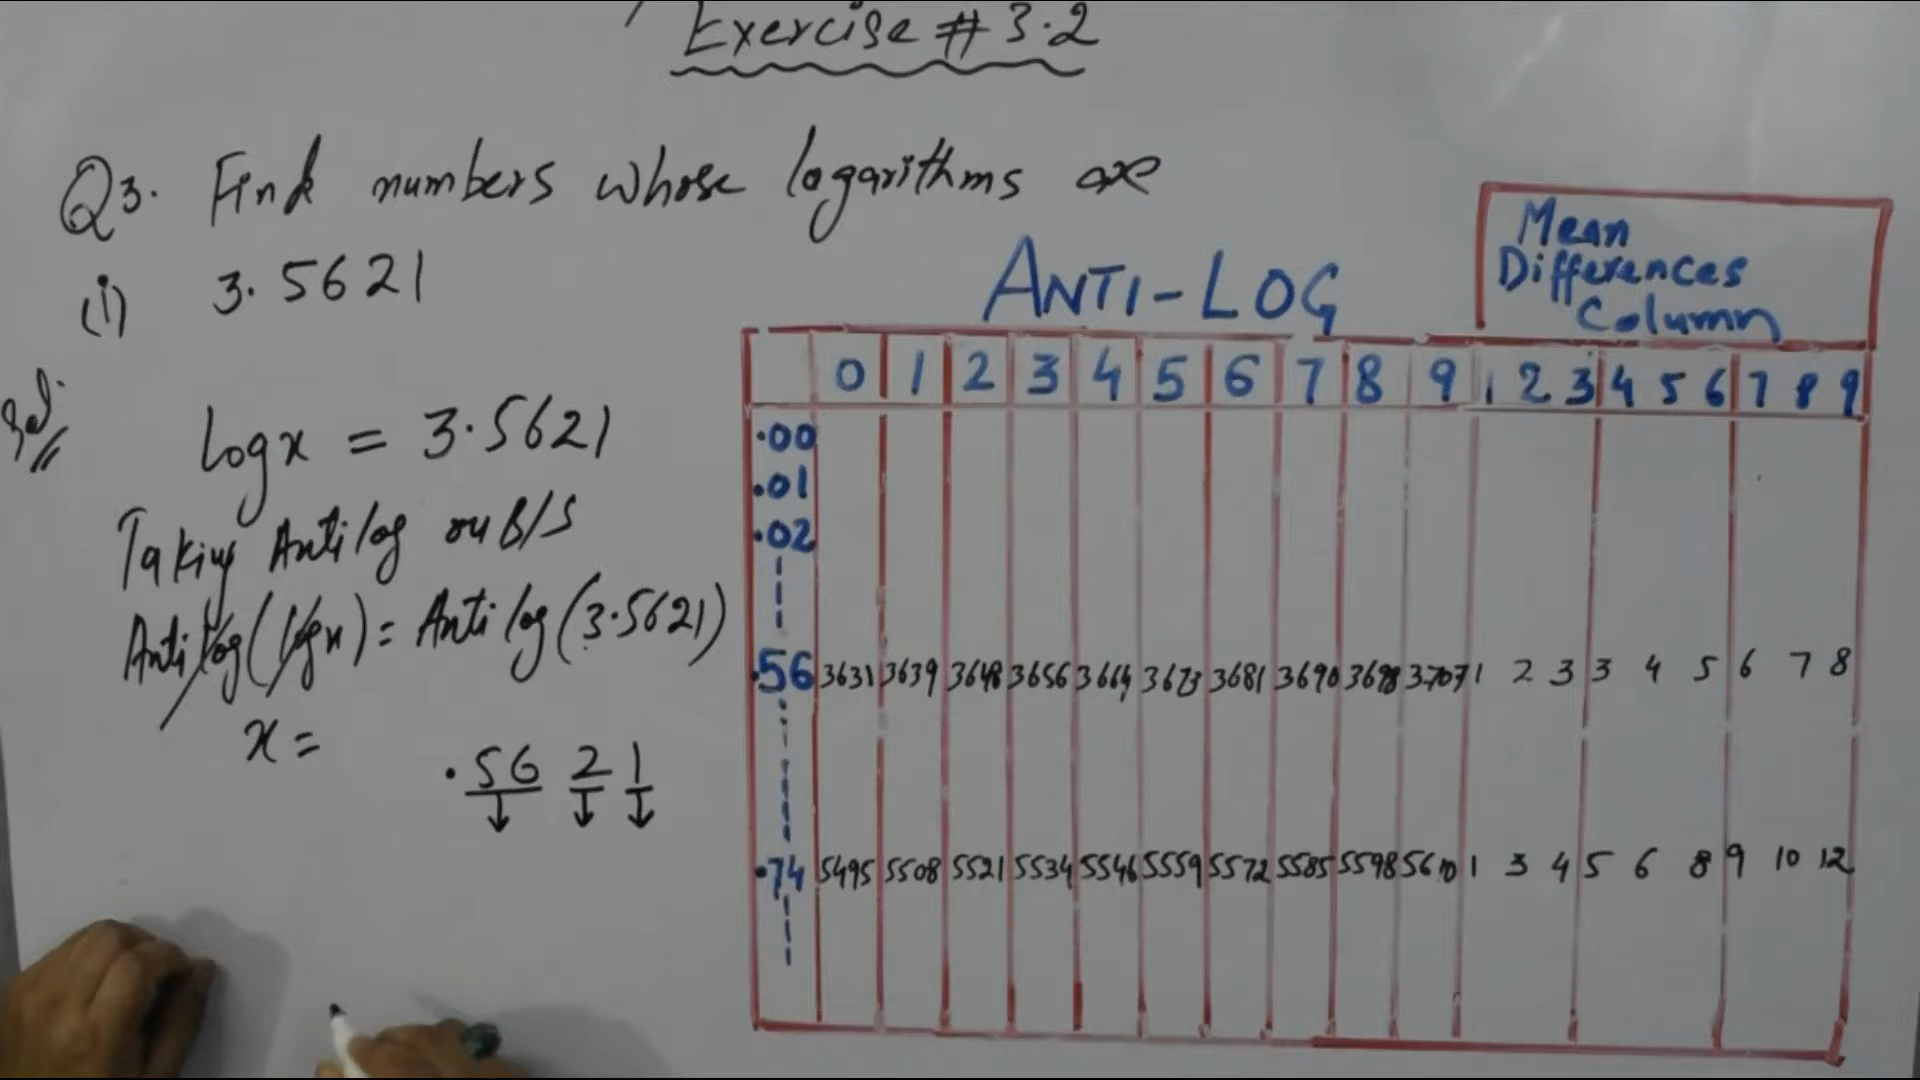 Exercise # 3.2
Q3. Find numbers whose logarithms are
(i) 3.5621
Sol:
log x = 3.5621
Taking Antilog on B/S
Antilog(logx) = Antilog(3.5621)
x =
.56 2 1
ANTI-LOG
Mean
Differences
Column
0 1 2 3 4 5 6 7 8 9 1 2 3 4 5 6 7 8 9
.00
.01
.02
.56 3631 3639 3648 3656 3664 3673 3681 3690 3698 3707 1 2 3 3 4 5 6 7 8
.74 5495 5508 5521 5534 5546 5559 5572 5585 5598 5610 1 3 4 5 6 8 9 10 12